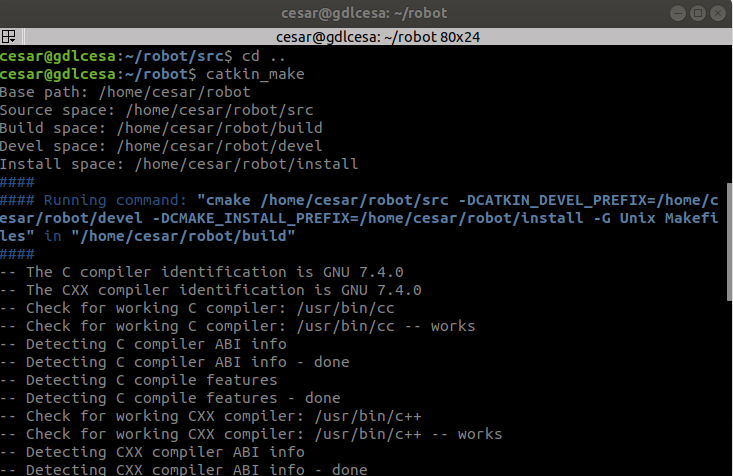 cesar@gdlcesa: ~/robot
cesar@gdlcesa: ~/robot 80x24
cesar@gdlcesa:~/robot/src$ cd ..
cesar@gdlcesa:~/robot$ catkin_make
Base path: /home/cesar/robot
Source space: /home/cesar/robot/src
Build space: /home/cesar/robot/build
Devel space: /home/cesar/robot/devel
Install space: /home/cesar/robot/install
####
#### Running command: "cmake /home/cesar/robot/src -DCATKIN_DEVEL_PREFIX=/home/c
esar/robot/devel -DCMAKE_INSTALL_PREFIX=/home/cesar/robot/install -G Unix Makefi
les" in "/home/cesar/robot/build"
####
-- The C compiler identification is GNU 7.4.0
-- The CXX compiler identification is GNU 7.4.0
-- Check for working C compiler: /usr/bin/cc
-- Check for working C compiler: /usr/bin/cc -- works
-- Detecting C compiler ABI info
-- Detecting C compiler ABI info - done
-- Detecting C compile features
-- Detecting C compile features - done
-- Check for working CXX compiler: /usr/bin/c++
-- Check for working CXX compiler: /usr/bin/c++ -- works
-- Detecting CXX compiler ABI info
-- Detecting CXX compiler ABI info - done